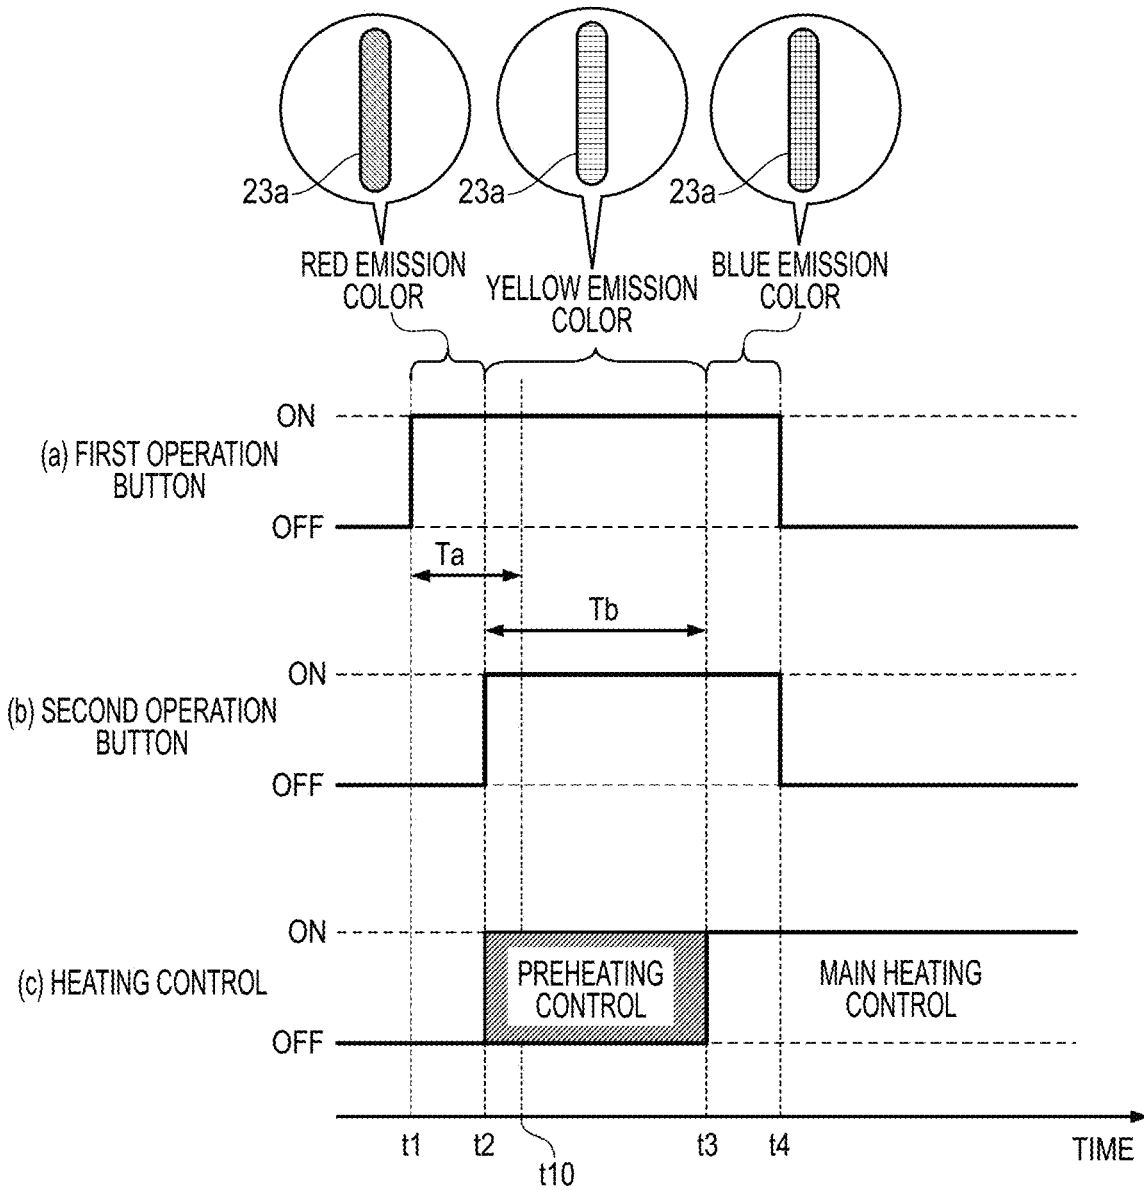 23a
23a
23a
RED EMISSION
COLOR
YELLOW EMISSION
COLOR
BLUE EMISSION
COLOR
ON
(a) FIRST OPERATION
BUTTON
OFF
Ta
Tb
ON
(b) SECOND OPERATION
BUTTON
OFF
ON
(c) HEATING CONTROL
PREHEATING
CONTROL
MAIN HEATING
CONTROL
OFF
t1
t2
t3
t4
TIME
t10